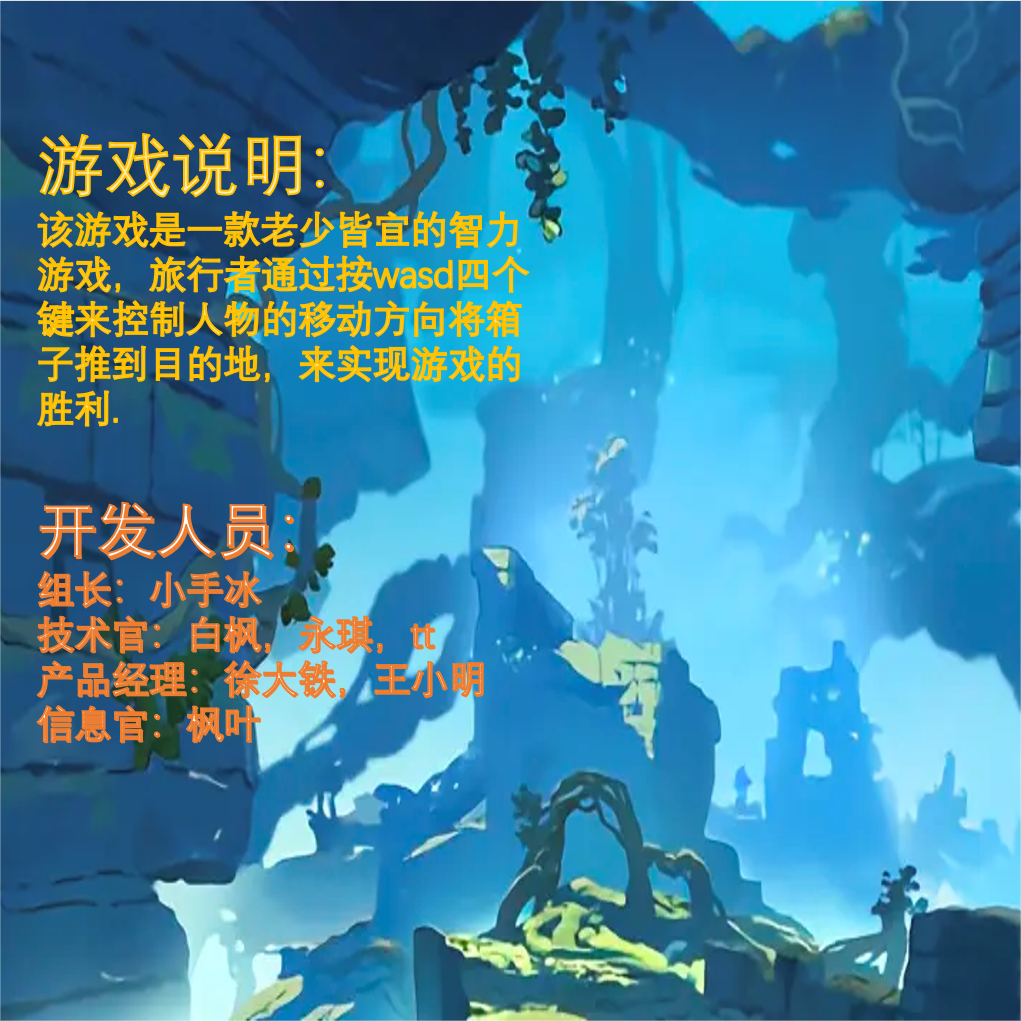 游戏说明：
该游戏是一款老少皆宜的智力
游戏，旅行者通过按wasd四个
键来控制人物的移动方向将箱
子推到目的地，来实现游戏的
胜利.
开发人员：
组长：小手冰
技术官：白枫，永琪，tt
产品经理：徐大铁，王小明
信息官：枫叶